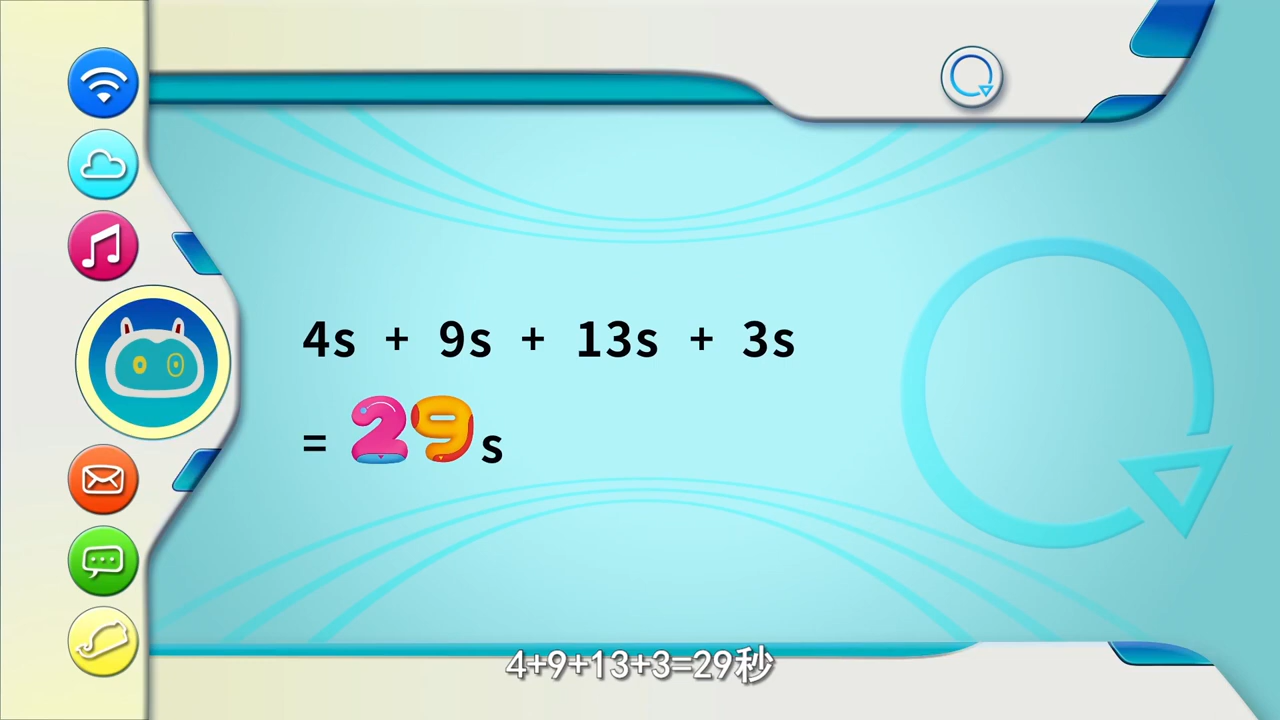 4s + 9s + 13s + 3s
= 29s
4+9+13+3=29秒